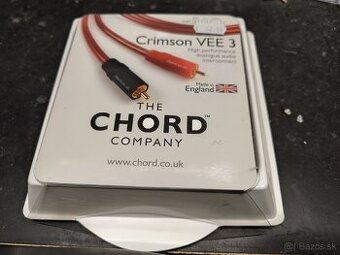 Crimson VEE 3
High performance
analogue audio
interconnect
Made in
England
THE
CHORD™
COMPANY
www.chord.co.uk
Bazos.sk